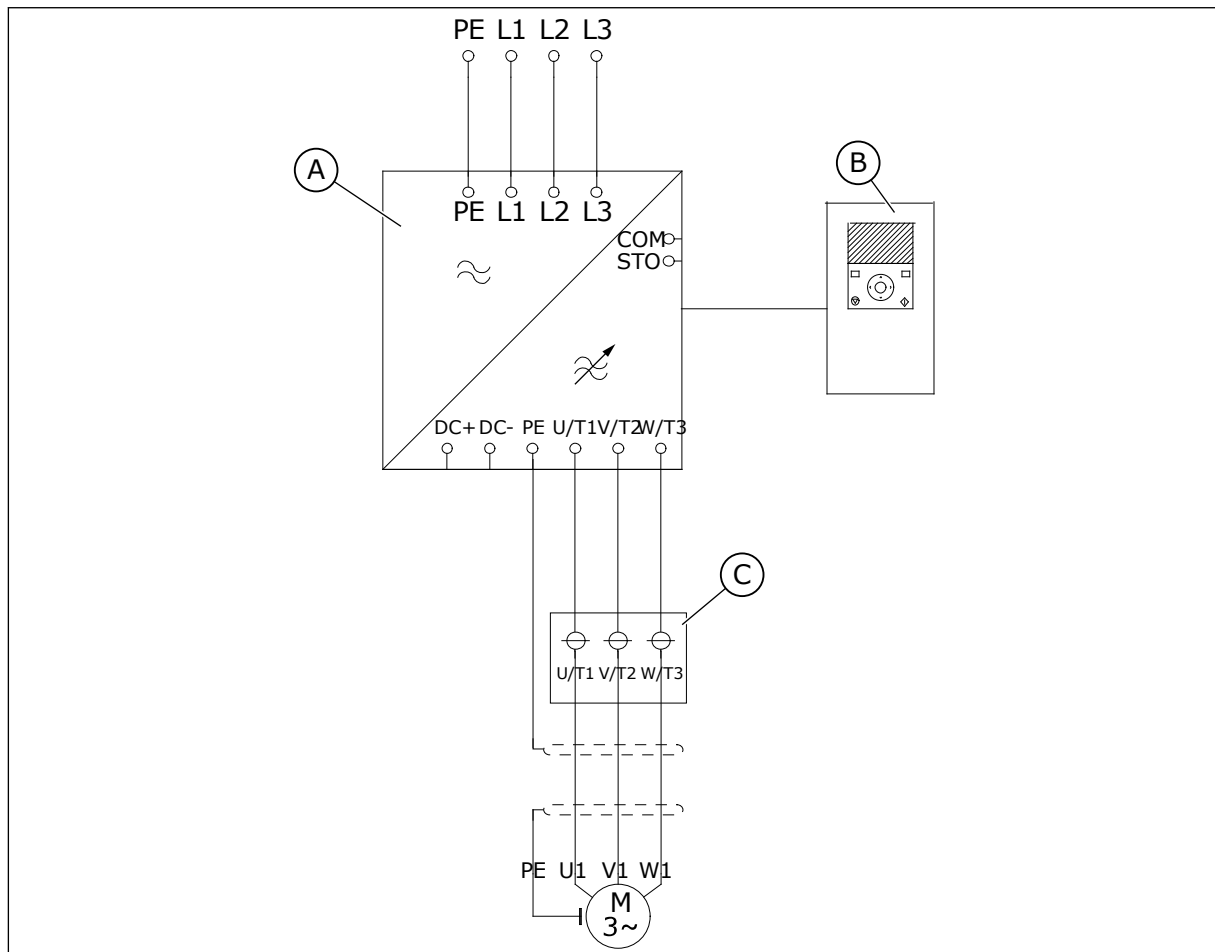 PE L1 L2 L3
A
B
PE L1 L2 L3
COM
STO
DC+ DC- PE U/T1 V/T2 W/T3
C
U/T1 V/T2 W/T3
PE U1 V1 W1
M
3~